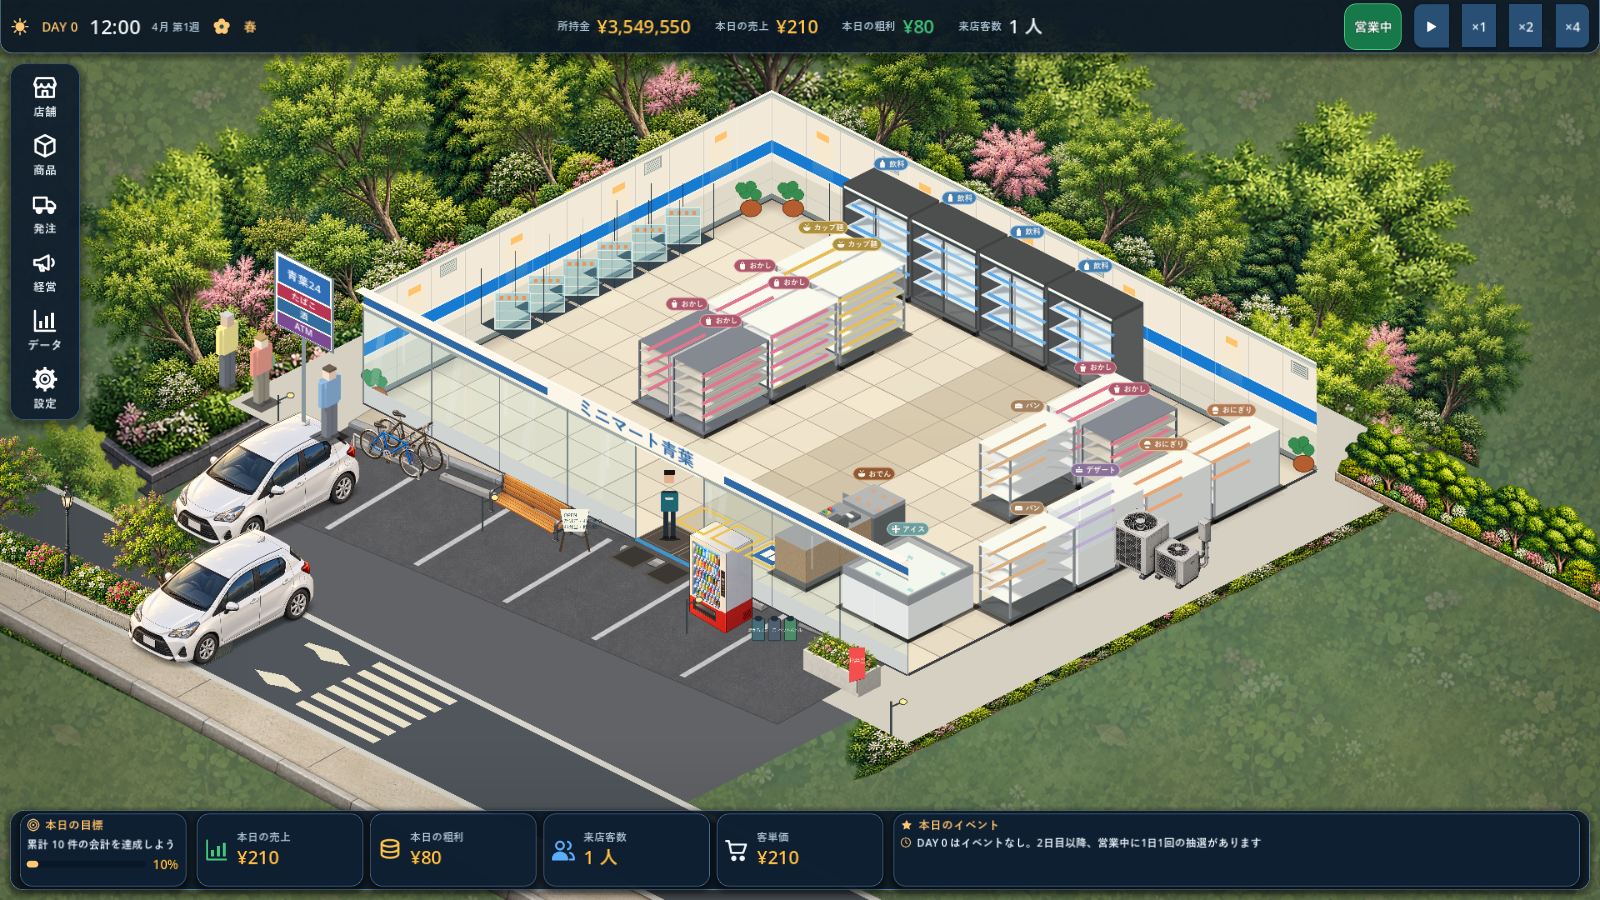 DAY 0 12:00 4月 第1週 春
所持金 ¥3,549,550 本日の売上 ¥210 本日の粗利 ¥80 来店客数 1 人
営業中 ×1 ×2 ×4
店舗
商品
発注
経営
データ
設定
飲料
飲料
飲料
飲料
カップ麺
カップ麺
おかし
おかし
おかし
おかし
青葉24
たばこ
酒
ATM
おかし
おかし
パン
おにぎり
おにぎり
デザート
おでん
パン
アイス
ミニマート青葉
本日の目標
累計 10 件の会計を達成しよう
10%
本日の売上
¥210
本日の粗利
¥80
来店客数
1 人
客単価
¥210
本日のイベント
DAY 0 はイベントなし。2日目以降、営業中に1日1回の抽選があります